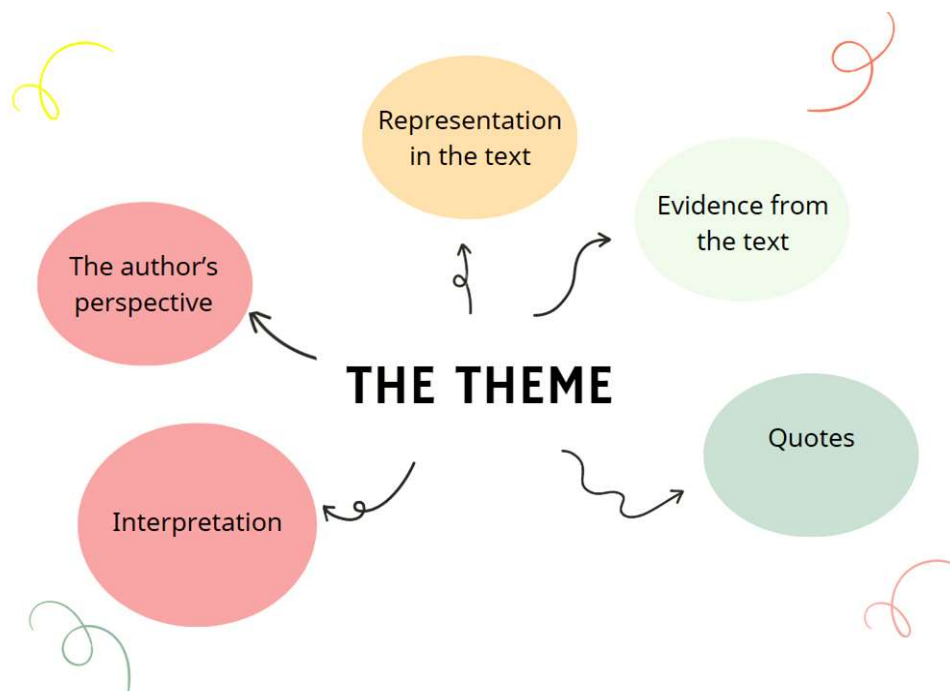 Representation
in the text
Evidence from
the text
The author’s
perspective
THE THEME
Quotes
Interpretation